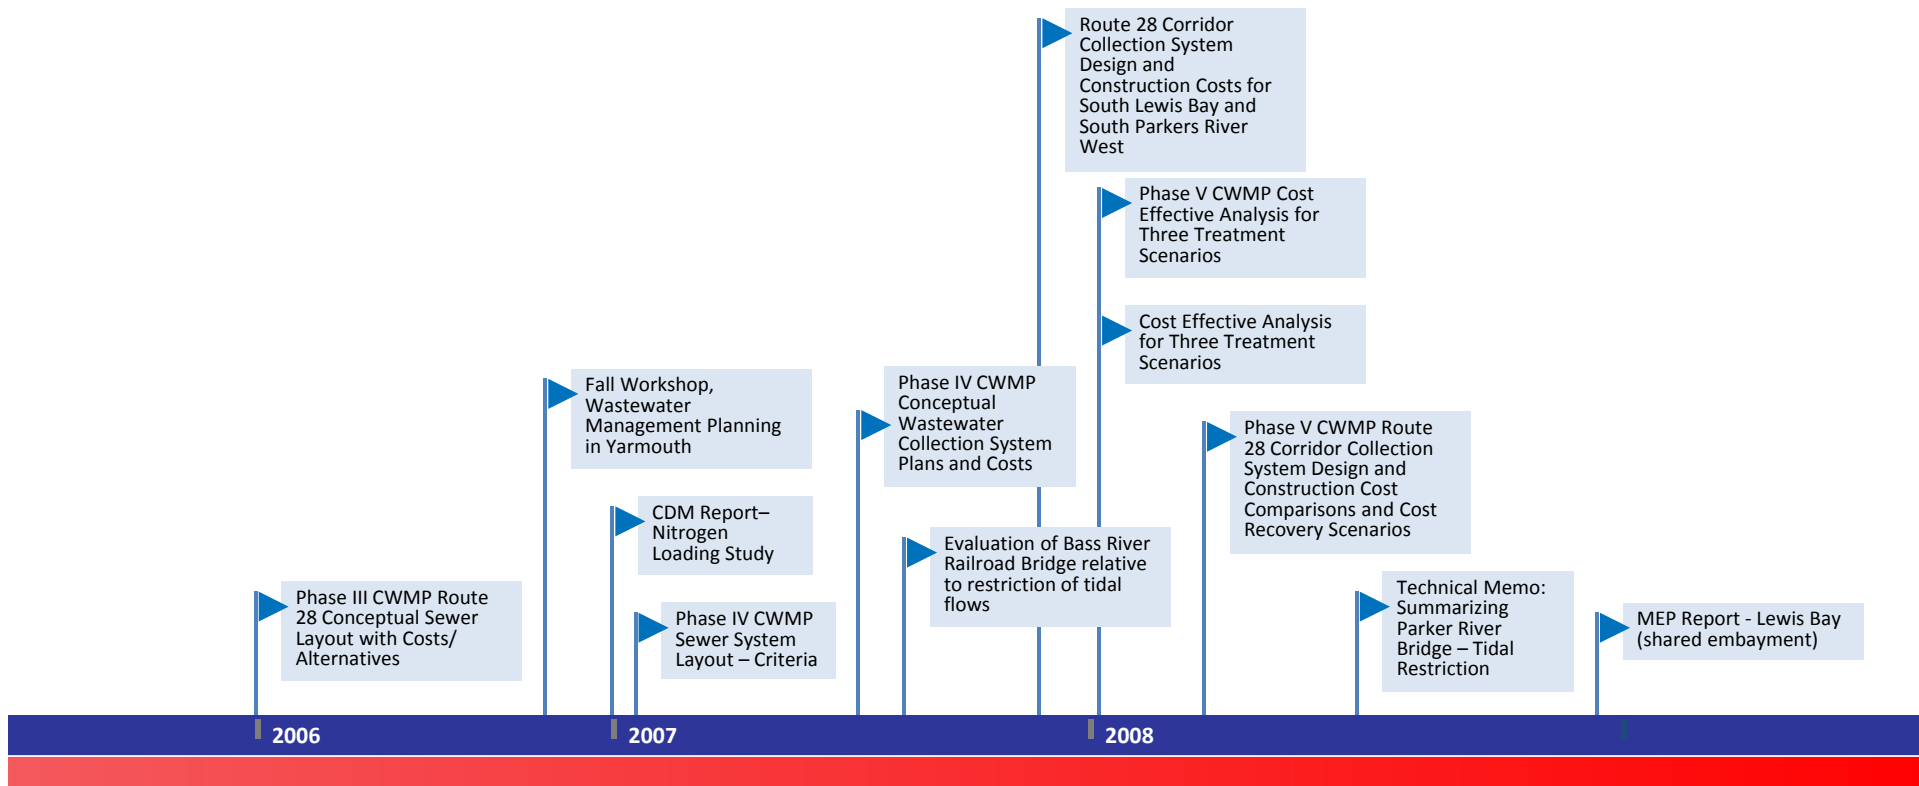 Route 28 Corridor
Collection System
Design and
Construction Costs for
South Lewis Bay and
South Parkers River
West
Phase V CWMP Cost
Effective Analysis for
Three Treatment
Scenarios
Cost Effective Analysis
for Three Treatment
Scenarios
Fall Workshop,
Wastewater
Management Planning
in Yarmouth
Phase IV CWMP
Conceptual
Wastewater
Collection System
Plans and Costs
Phase V CWMP Route
28 Corridor Collection
System Design and
Construction Cost
Comparisons and Cost
Recovery Scenarios
CDM Report–
Nitrogen
Loading Study
Evaluation of Bass River
Railroad Bridge relative
to restriction of tidal
flows
Phase III CWMP Route
28 Conceptual Sewer
Layout with Costs/
Alternatives
Phase IV CWMP
Sewer System
Layout – Criteria
Technical Memo:
Summarizing
Parker River
Bridge – Tidal
Restriction
MEP Report - Lewis Bay
(shared embayment)
2006
2007
2008